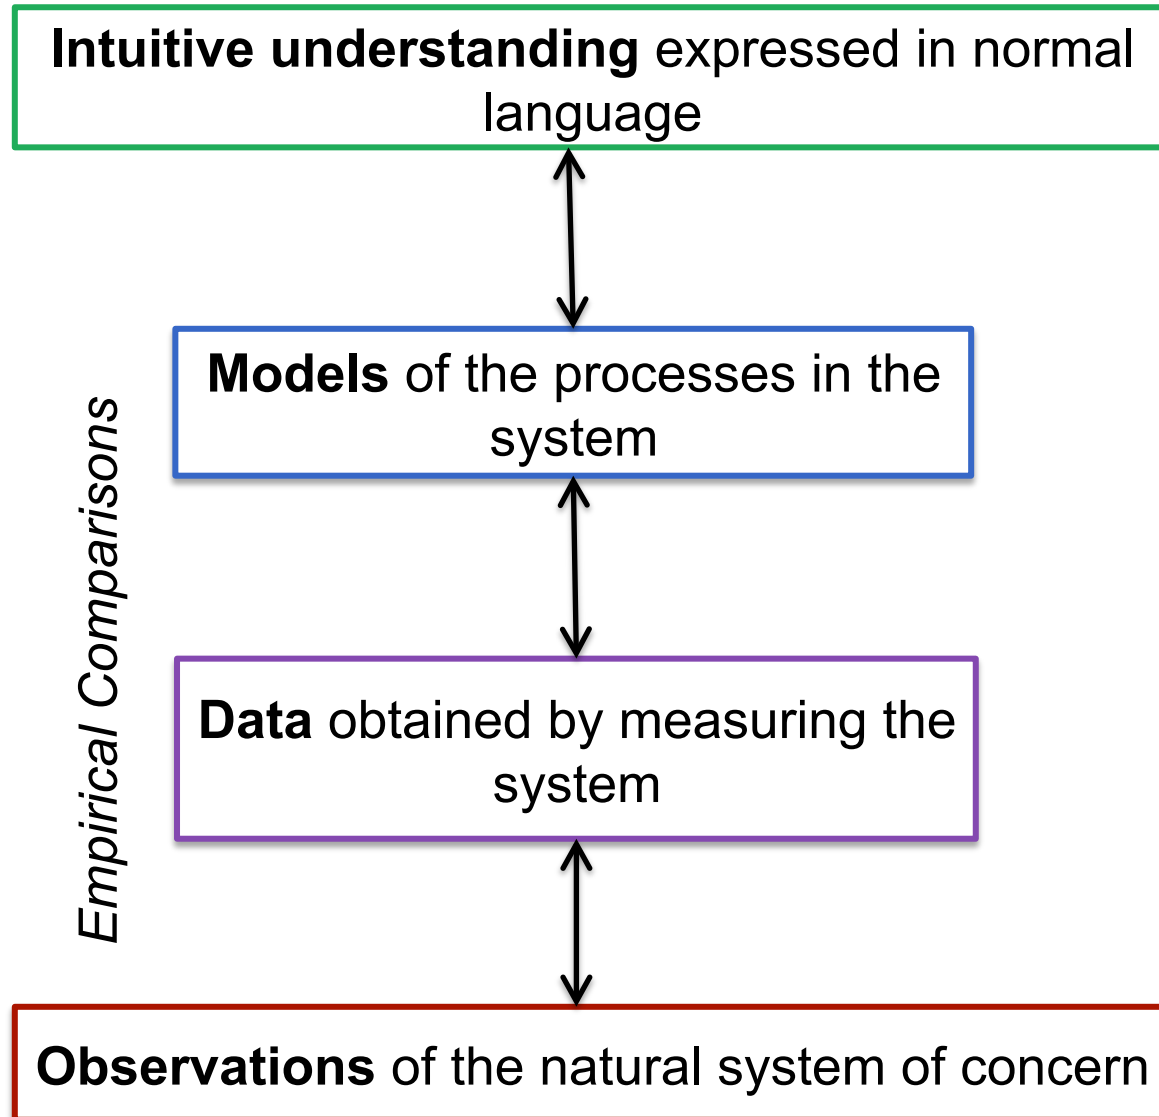 Intuitive understanding expressed in normal
language
Models of the processes in the
system
Empirical Comparisons
Data obtained by measuring the
system
Observations of the natural system of concern